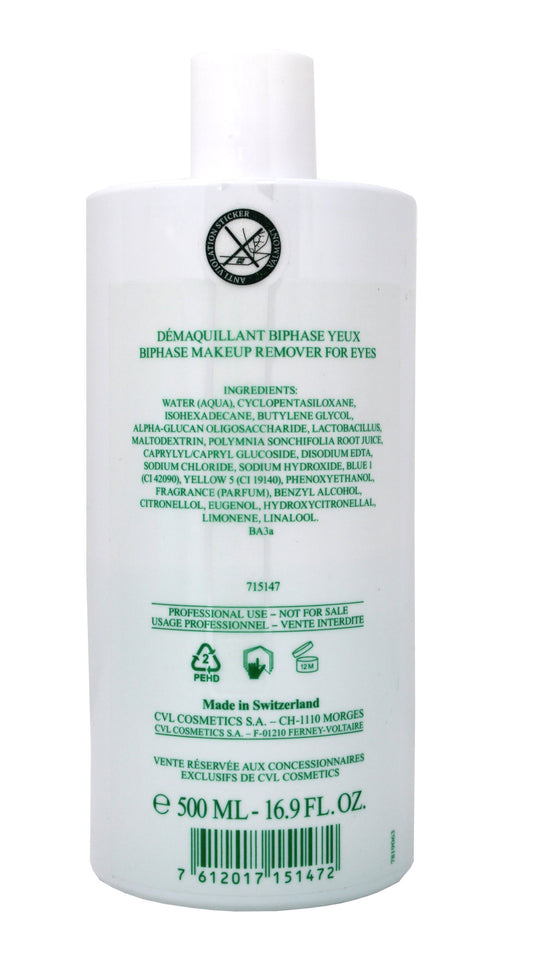 ANTI VIOLATION STICKER
VALMONT
DÉMAQUILLANT BIPHASE YEUX
BIPHASE MAKEUP REMOVER FOR EYES
INGREDIENTS:
WATER (AQUA), CYCLOPENTASILOXANE,
ISOHEXADECANE, BUTYLENE GLYCOL,
ALPHA-GLUCAN OLIGOSACCHARIDE, LACTOBACILLUS,
MALTODEXTRIN, POLYMNIA SONCHIFOLIA ROOT JUICE,
CAPRYLYL/CAPRYL GLUCOSIDE, DISODIUM EDTA,
SODIUM CHLORIDE, SODIUM HYDROXIDE, BLUE 1
(CI 42090), YELLOW 5 (CI 19140), PHENOXYETHANOL,
FRAGRANCE (PARFUM), BENZYL ALCOHOL,
CITRONELLOL, EUGENOL, HYDROXYCITRONELLAL,
LIMONENE, LINALOOL.
BA3a
715147
PROFESSIONAL USE – NOT FOR SALE
USAGE PROFESSIONNEL – VENTE INTERDITE
2
PEHD
12 M
Made in Switzerland
CVL COSMETICS S.A. – CH-1110 MORGES
CVL COSMETICS S.A. – F-01210 FERNEY-VOLTAIRE
VENTE RÉSERVÉE AUX CONCESSIONNAIRES
EXCLUSIFS DE CVL COSMETICS
℮ 500 ML - 16.9 FL. OZ.
7 612017 151472
7819063